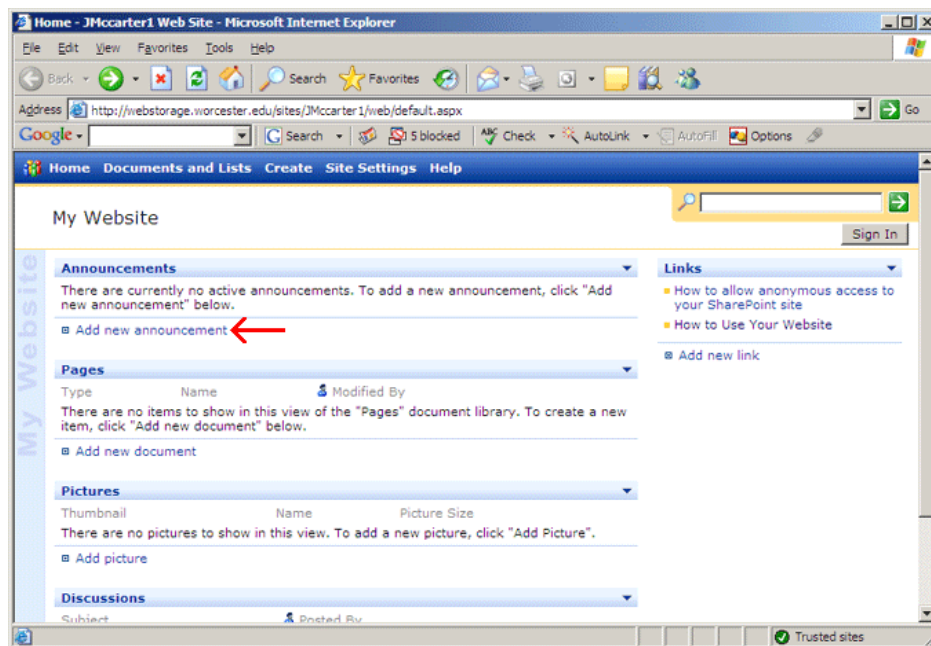 Home - JMccarter1 Web Site - Microsoft Internet Explorer
File Edit View Favorites Tools Help
Back Search Favorites
Address http://webstorage.worcester.edu/sites/JMccarter1/web/default.aspx Go
Google Search 5 blocked Check AutoLink AutoFill Options
Home Documents and Lists Create Site Settings Help
My Website
Sign In
My Website
Announcements
There are currently no active announcements. To add a new announcement, click "Add
new announcement" below.
Add new announcement
Pages
Type Name Modified By
There are no items to show in this view of the "Pages" document library. To create a new
item, click "Add new document" below.
Add new document
Pictures
Thumbnail Name Picture Size
There are no pictures to show in this view. To add a new picture, click "Add Picture".
Add picture
Discussions
Subject Posted By
Links
How to allow anonymous access to
your SharePoint site
How to Use Your Website
Add new link
Trusted sites